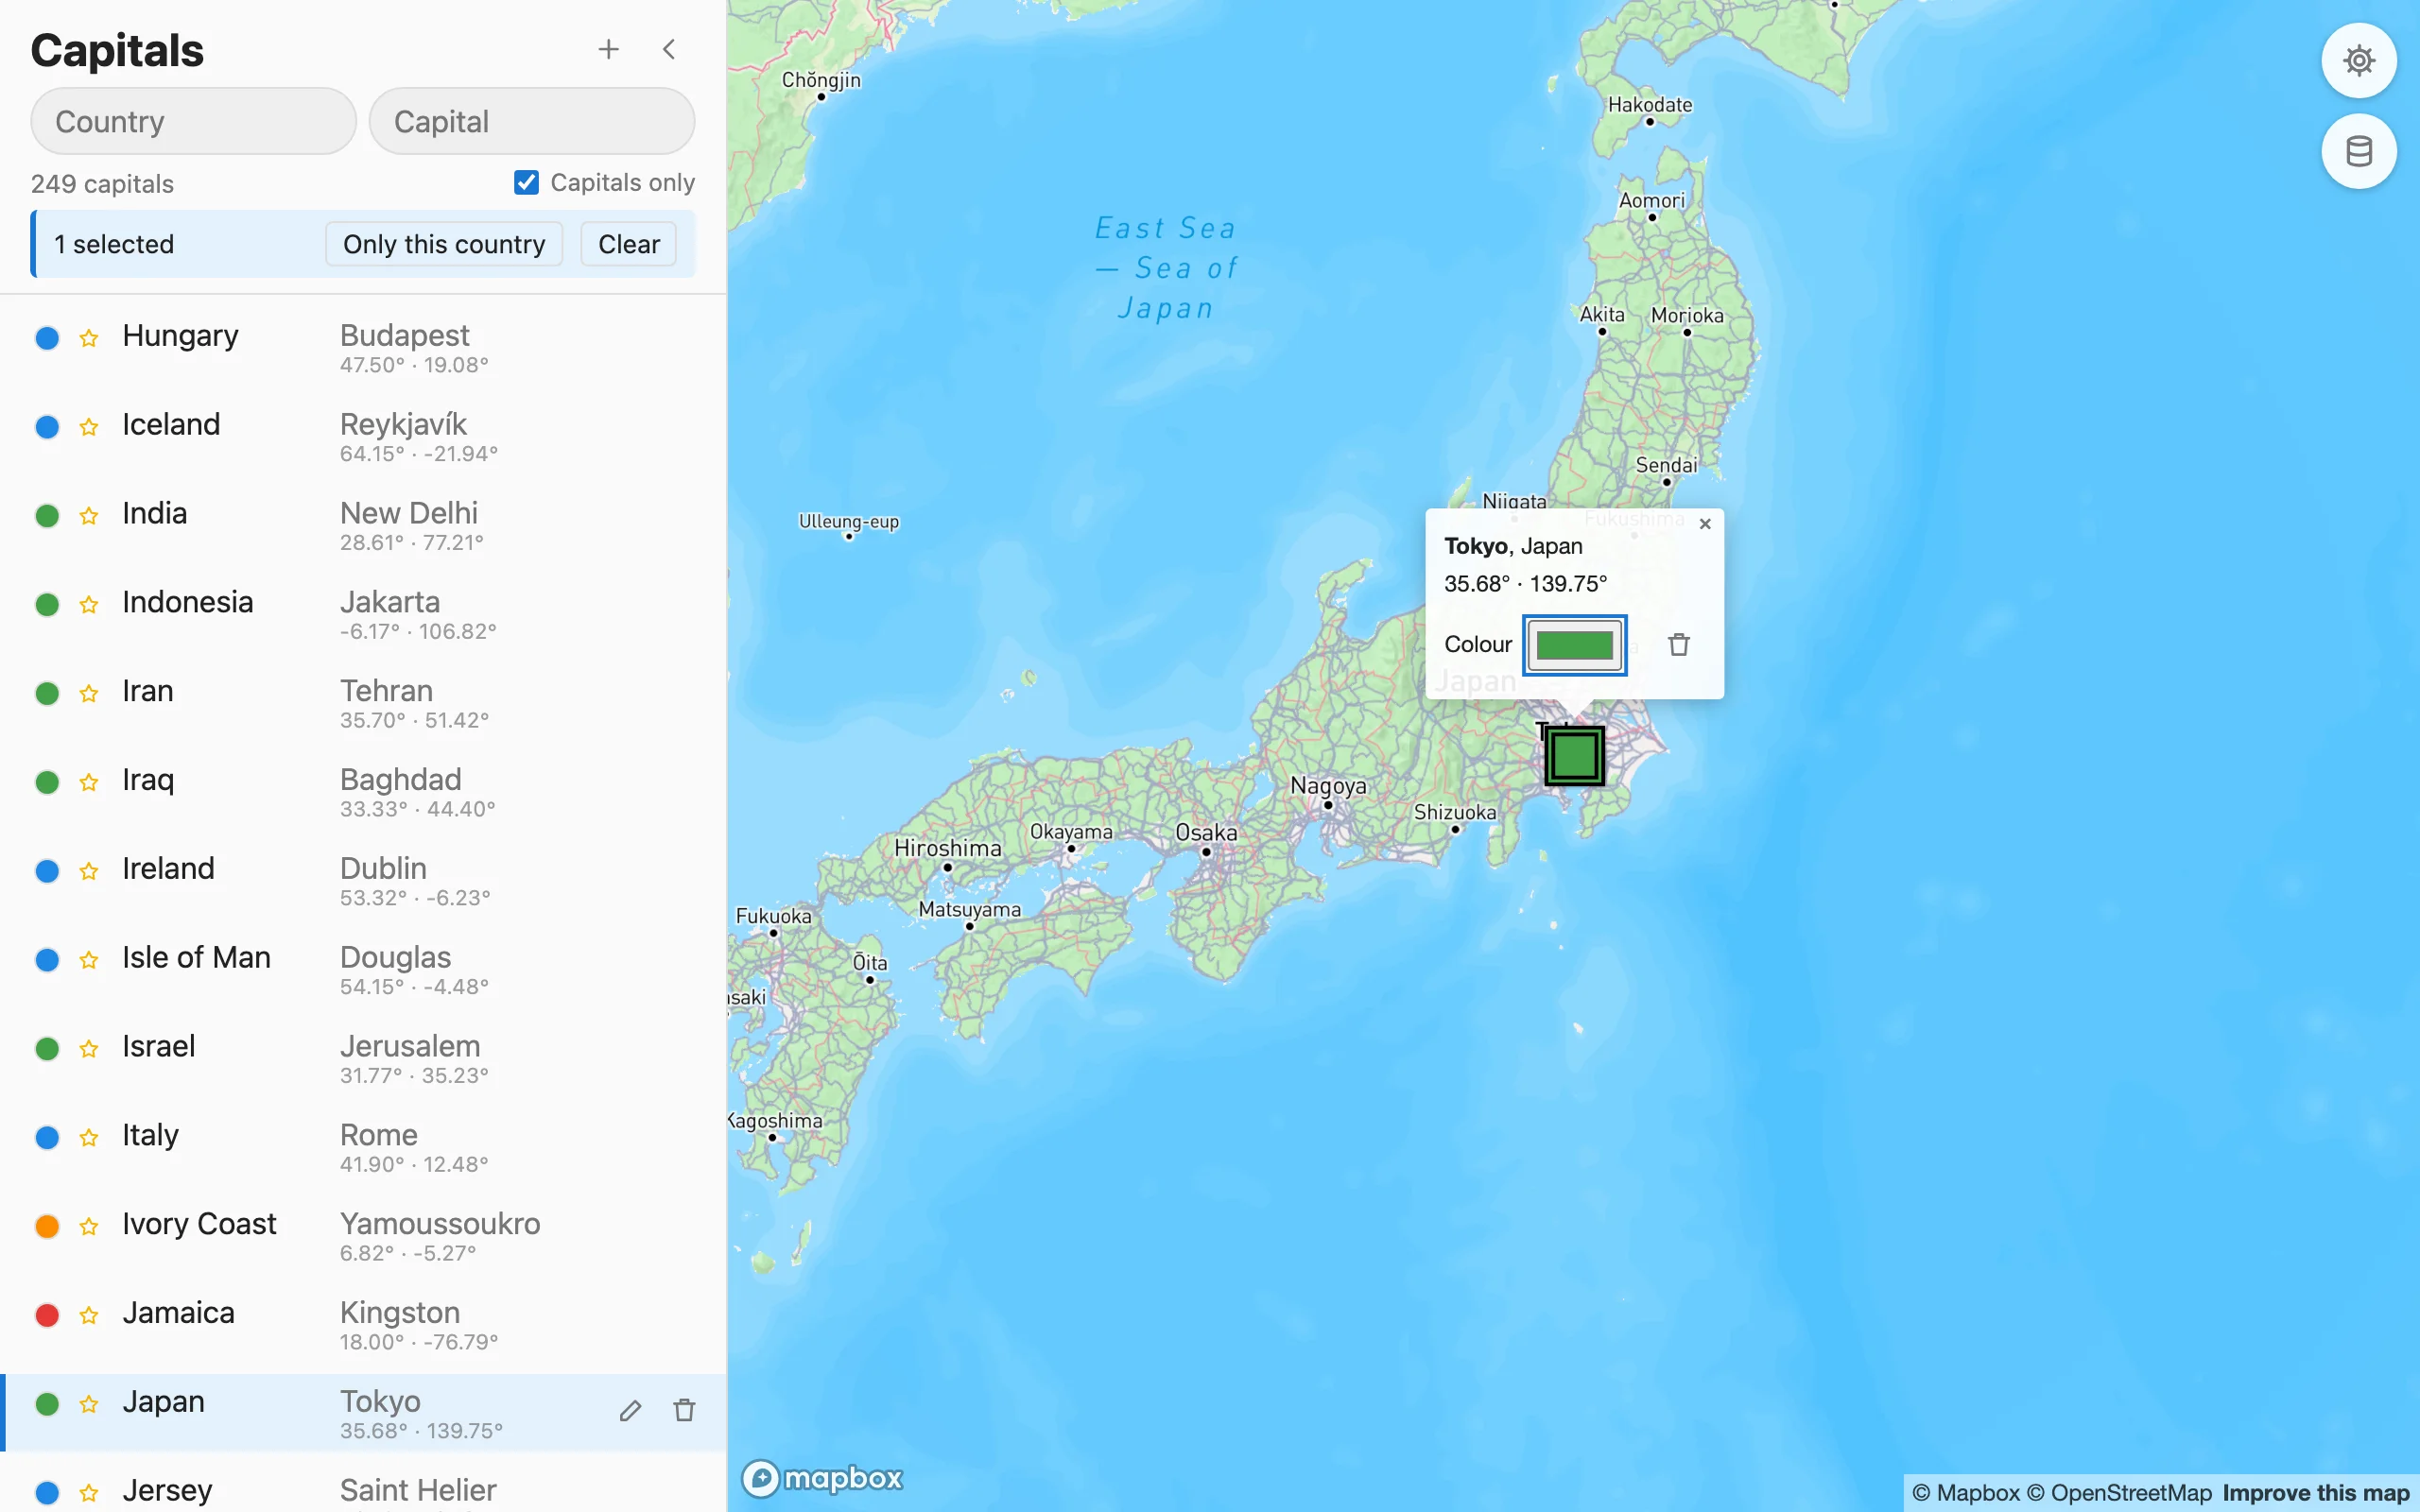 Capitals
Country
Capital
249 capitals
Capitals only
1 selected
Only this country
Clear
Hungary
Budapest
47.50° · 19.08°
Iceland
Reykjavík
64.15° · -21.94°
India
New Delhi
28.61° · 77.21°
Indonesia
Jakarta
-6.17° · 106.82°
Iran
Tehran
35.70° · 51.42°
Iraq
Baghdad
33.33° · 44.40°
Ireland
Dublin
53.32° · -6.23°
Isle of Man
Douglas
54.15° · -4.48°
Israel
Jerusalem
31.77° · 35.23°
Italy
Rome
41.90° · 12.48°
Ivory Coast
Yamoussoukro
6.82° · -5.27°
Jamaica
Kingston
18.00° · -76.79°
Japan
Tokyo
35.68° · 139.75°
Jersey
Saint Helier
Chŏngjin
Hakodate
Aomori
East Sea
— Sea of
Japan
Akita
Morioka
Sendai
Niigata
Ulleung-eup
Fukushima
Tokyo, Japan
35.68° · 139.75°
Colour
Japan
Nagoya
Shizuoka
Okayama
Osaka
Hiroshima
Matsuyama
Fukuoka
Ōita
asaki
Kagoshima
mapbox
© Mapbox © OpenStreetMap Improve this map